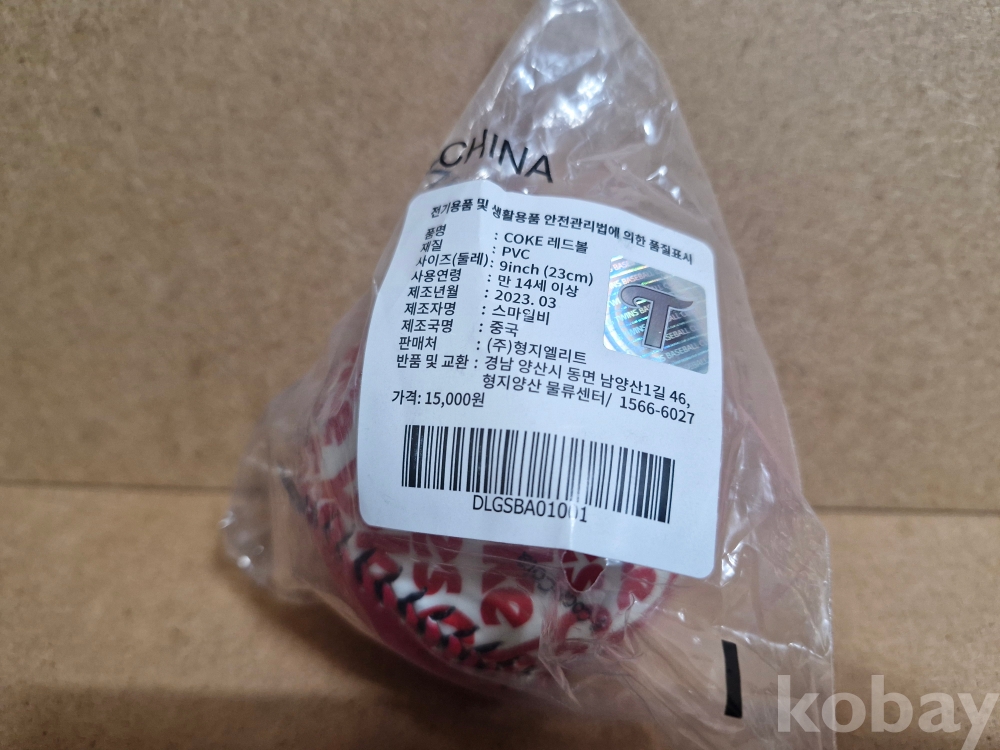 CHINA
전기용품 및 생활용품 안전관리법에 의한 품질표시
품명 : COKE 레드볼
재질 : PVC
사이즈(둘레) : 9inch (23cm)
사용연령 : 만 14세 이상
제조년월 : 2023. 03
제조자명 : 스마일비
제조국명 : 중국
판매처 : (주)형지엘리트
반품 및 교환 : 경남 양산시 동면 남양산1길 46,
형지양산 물류센터/ 1566-6027
가격: 15,000원
DLGSBA01001
T
TWINS BASEBALL
kobay